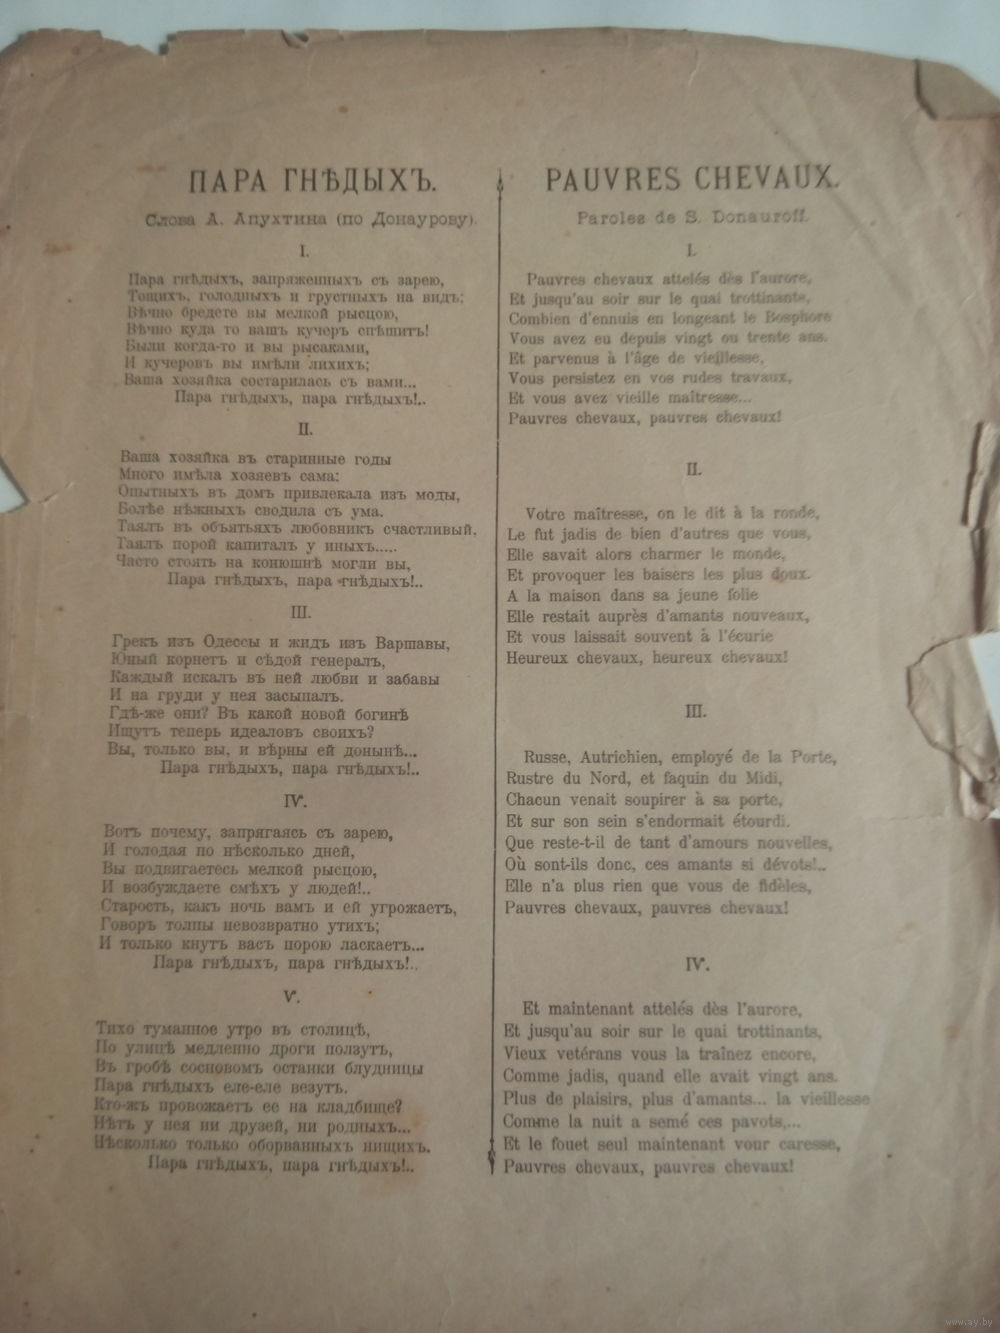 ПАРА ГНѢДЫХЪ.
Слова А. Апухтина (по Донаурову).
I.
Пара гнѣдыхъ, запряженныхъ съ зарею,
Тощихъ, голодныхъ и грустныхъ на видъ;
Вѣчно бредете вы мелкой рысцою,
Вѣчно куда то вашъ кучеръ спѣшитъ!
Были когда-то и вы рысаками,
И кучеровъ вы имѣли лихихъ;
Ваша хозяйка состарилась съ вами...
Пара гнѣдыхъ, пара гнѣдыхъ!..
II.
Ваша хозяйка въ старинные годы
Много имѣла хозяевъ сама:
Опытныхъ въ домъ привлекала изъ моды,
Болѣе нѣжныхъ сводила съ ума.
Таялъ въ объятьяхъ любовникъ счастливый,
Таялъ порой капиталъ у иныхъ.....
Часто стоять на конюшнѣ могли вы,
Пара гнѣдыхъ, пара гнѣдыхъ!..
III.
Грекъ изъ Одессы и жидъ изъ Варшавы,
Юный корнетъ и сѣдой генералъ,
Каждый искалъ въ ней любви и забавы
И на груди у нея засыпалъ.
Гдѣ-же они? Въ какой новой богинѣ
Ищутъ теперь идеаловъ своихъ?
Вы, только вы, и вѣрны ей донынѣ...
Пара гнѣдыхъ, пара гнѣдыхъ!..
IV.
Вотъ почему, запрягаясь съ зарею,
И голодая по нѣсколько дней,
Вы подвигаетесь мелкой рысцою,
И возбуждаете смѣхъ у людей!..
Старость, какъ ночь вамъ и ей угрожаетъ,
Говоръ толпы невозвратно утихъ;
И только кнутъ васъ порою ласкаетъ...
Пара гнѣдыхъ, пара гнѣдыхъ!..
V.
Тихо туманное утро въ столицѣ,
По улицѣ медленно дроги ползутъ,
Въ гробѣ сосновомъ останки блудницы
Пара гнѣдыхъ еле-еле везутъ.
Кто-жъ провожаетъ ее на кладбище?
Нѣтъ у нея ни друзей, ни родныхъ...
Нѣсколько только оборванныхъ нищихъ.
Пара гнѣдыхъ, пара гнѣдыхъ!..
PAUVRES CHEVAUX.
Paroles de S. Donauroff.
I.
Pauvres chevaux attelés dès l'aurore,
Et jusqu'au soir sur le quai trottinants,
Combien d'ennuis en longeant le Bosphore
Vous avez eu depuis vingt ou trente ans.
Et parvenus à l'âge de vieillesse,
Vous persistez en vos rudes travaux,
Et vous avez vieille maîtresse...
Pauvres chevaux, pauvres chevaux!
II.
Votre maîtresse, on le dit à la ronde,
Le fut jadis de bien d'autres que vous,
Elle savait alors charmer le monde,
Et provoquer les baisers les plus doux.
A la maison dans sa jeune folie
Elle restait auprès d'amants nouveaux,
Et vous laissait souvent à l'écurie
Heureux chevaux, heureux chevaux!
III.
Russe, Autrichien, employé de la Porte,
Rustre du Nord, et faquin du Midi,
Chacun venait soupirer à sa porte,
Et sur son sein s'endormait étourdi.
Que reste-t-il de tant d'amours nouvelles,
Où sont-ils donc, ces amants si dévots!..
Elle n'a plus rien que vous de fidèles,
Pauvres chevaux, pauvres chevaux!
IV.
Et maintenant attelés dès l'aurore,
Et jusqu'au soir sur le quai trottinants,
Vieux vetérans vous la traînez encore,
Comme jadis, quand elle avait vingt ans.
Plus de plaisirs, plus d'amants... la vieillesse
Comme la nuit a semé ces pavots,...
Et le fouet seul maintenant vour caresse,
Pauvres chevaux, pauvres chevaux!
www.ay.by